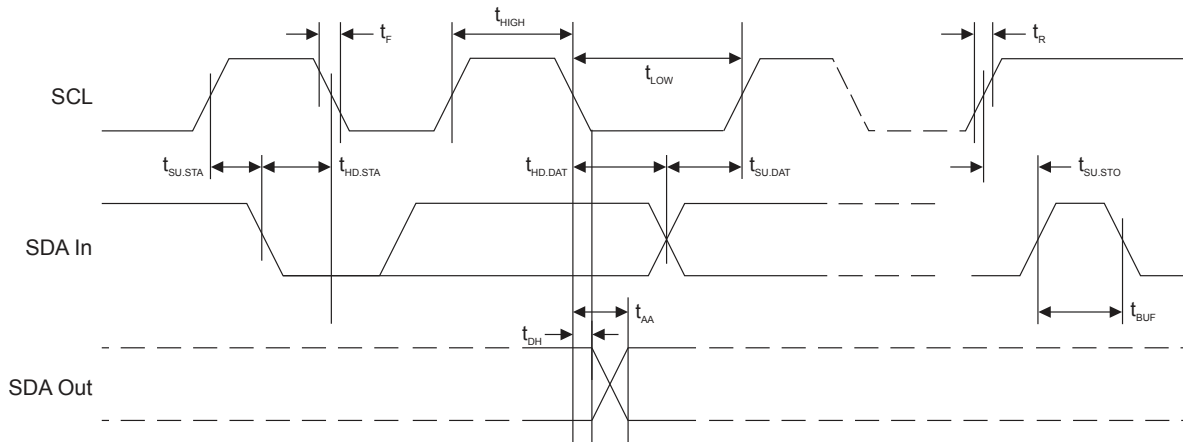 tHIGH
tF
tR
tLOW
SCL
tSU.STA
tHD.STA
tHD.DAT
tSU.DAT
tSU.STO
SDA In
tAA
tBUF
tDH
SDA Out